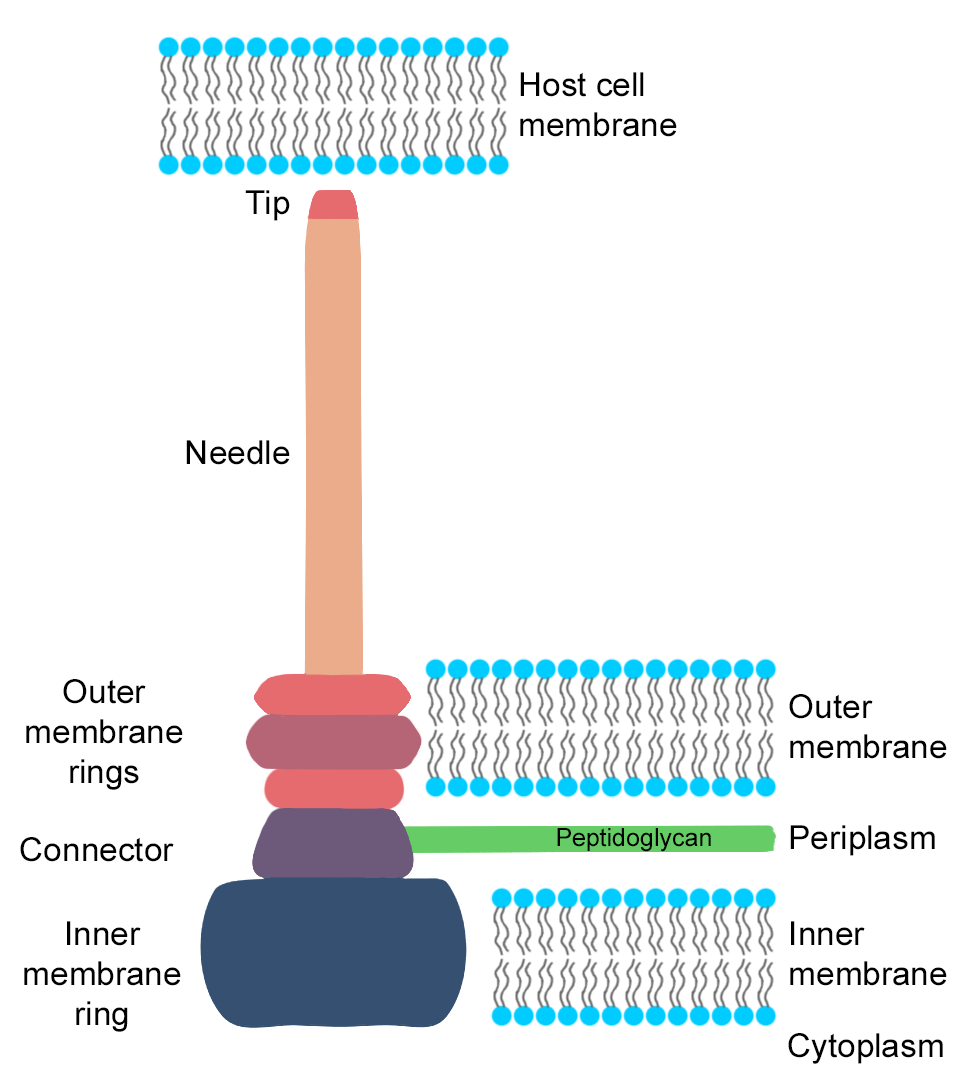 Host cell
membrane
Tip
Needle
Outer
membrane
rings
Outer
membrane
Connector
Peptidoglycan
Periplasm
Inner
membrane
ring
Inner
membrane
Cytoplasm